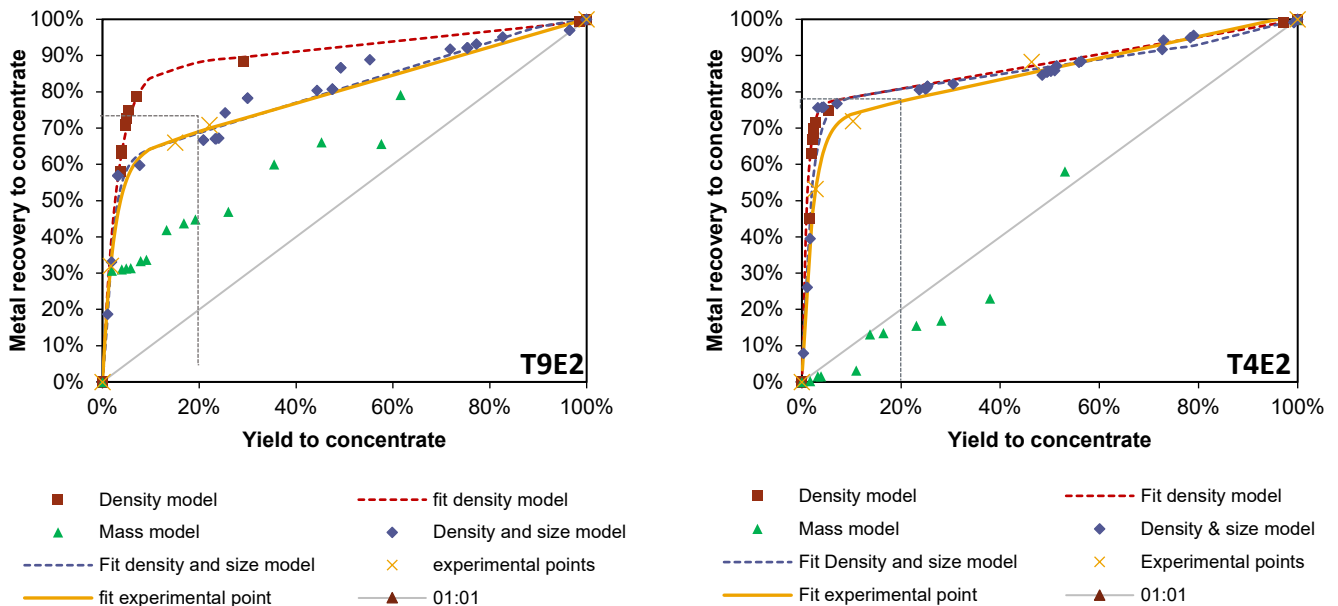 Metal recovery to concentrate
100%
90%
80%
70%
60%
50%
40%
30%
20%
10%
0%
T9E2
0% 20% 40% 60% 80% 100%
Yield to concentrate
Density model
fit density model
Mass model
Density and size model
Fit density and size model
experimental points
fit experimental point
01:01
Metal recovery to concentrate
100%
90%
80%
70%
60%
50%
40%
30%
20%
10%
0%
T4E2
0% 20% 40% 60% 80% 100%
Yield to concentrate
Density model
Fit density model
Mass model
Density & size model
Fit Density and size model
Experimental points
Fit experimental point
01:01